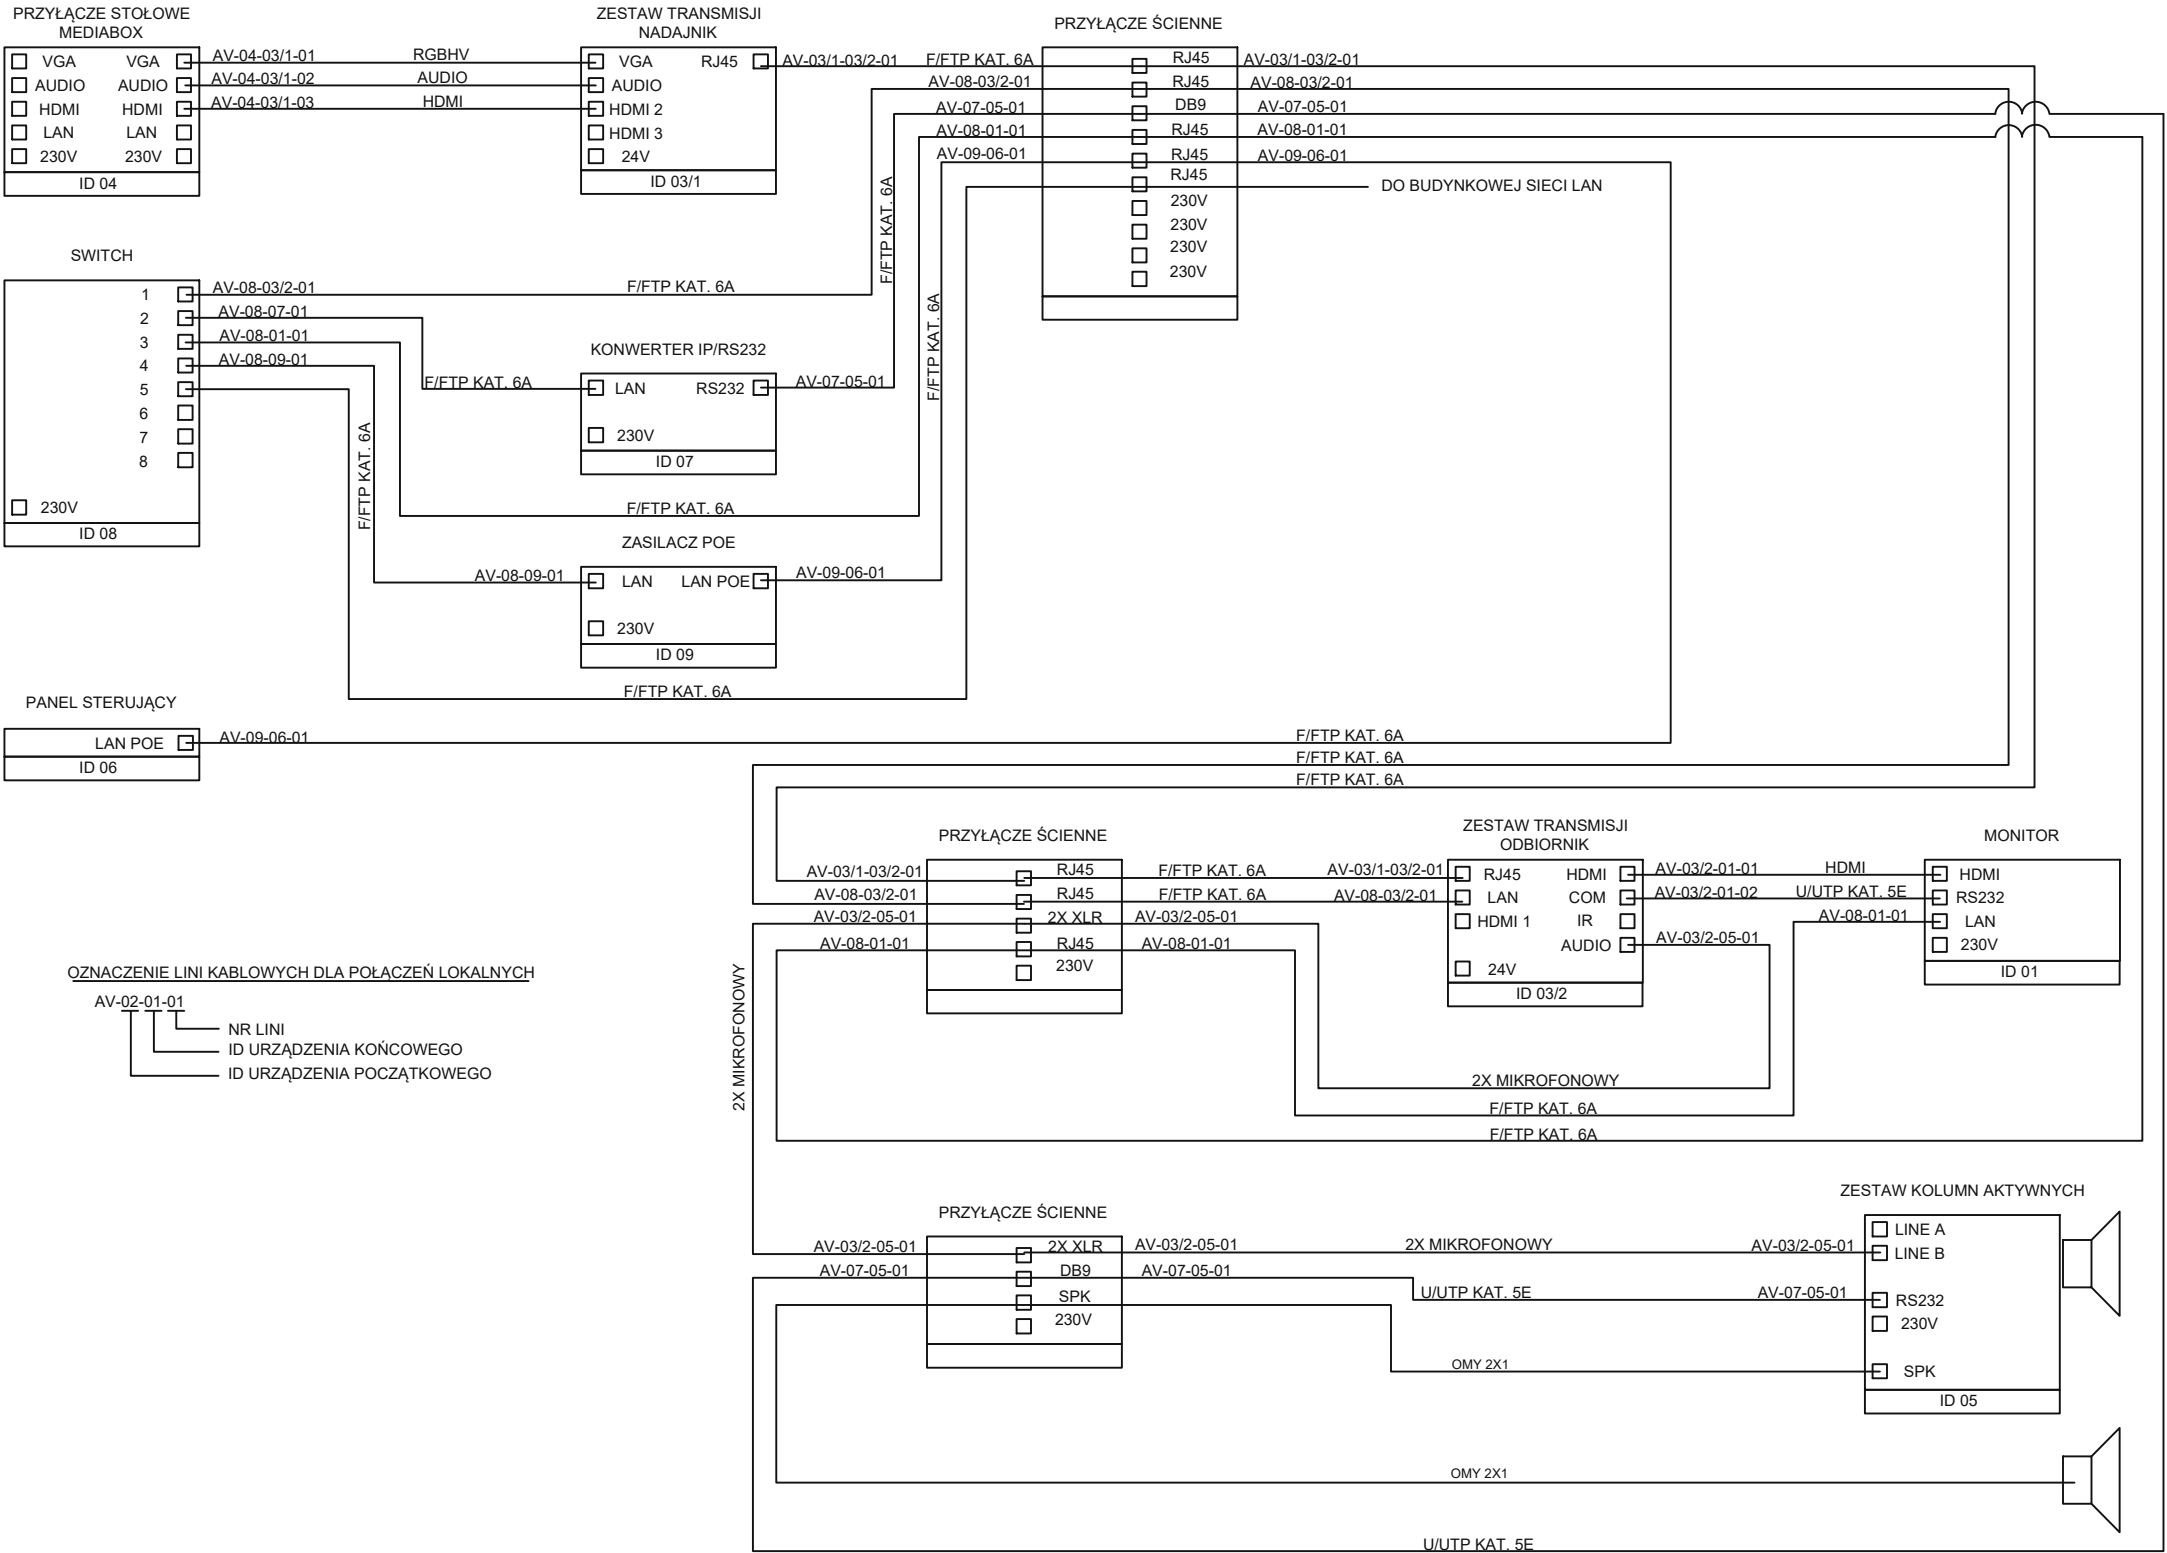 PRZYŁĄCZE STOŁOWE
MEDIABOX
VGA VGA
AUDIO AUDIO
HDMI HDMI
LAN LAN
230V 230V
ID 04
AV-04-03/1-01 RGBHV
AV-04-03/1-02 AUDIO
AV-04-03/1-03 HDMI
ZESTAW TRANSMISJI
NADAJNIK
VGA RJ45
AUDIO
HDMI 2
HDMI 3
24V
ID 03/1
AV-03/1-03/2-01 F/FTP KAT. 6A
AV-08-03/2-01
AV-07-05-01
AV-08-01-01
AV-09-06-01
PRZYŁĄCZE ŚCIENNE
RJ45
RJ45
DB9
RJ45
RJ45
RJ45
230V
230V
230V
230V
AV-03/1-03/2-01
AV-08-03/2-01
AV-07-05-01
AV-08-01-01
AV-09-06-01
DO BUDYNKOWEJ SIECI LAN
F/FTP KAT. 6A
F/FTP KAT. 6A
SWITCH
1
2
3
4
5
6
7
8
230V
ID 08
AV-08-03/2-01 F/FTP KAT. 6A
AV-08-07-01
AV-08-01-01
AV-08-09-01
F/FTP KAT. 6A
F/FTP KAT. 6A
KONWERTER IP/RS232
LAN RS232
230V
ID 07
AV-07-05-01
F/FTP KAT. 6A
ZASILACZ POE
AV-08-09-01
LAN LAN POE
230V
ID 09
AV-09-06-01
F/FTP KAT. 6A
PANEL STERUJĄCY
LAN POE
ID 06
AV-09-06-01
F/FTP KAT. 6A
F/FTP KAT. 6A
F/FTP KAT. 6A
PRZYŁĄCZE ŚCIENNE
AV-03/1-03/2-01
AV-08-03/2-01
AV-03/2-05-01
AV-08-01-01
RJ45
RJ45
2X XLR
RJ45
230V
F/FTP KAT. 6A AV-03/1-03/2-01
F/FTP KAT. 6A AV-08-03/2-01
AV-03/2-05-01
AV-08-01-01
ZESTAW TRANSMISJI
ODBIORNIK
RJ45 HDMI
LAN COM
HDMI 1 IR
AUDIO
24V
ID 03/2
AV-03/2-01-01 HDMI
AV-03/2-01-02 U/UTP KAT. 5E
AV-08-01-01
AV-03/2-05-01
MONITOR
HDMI
RS232
LAN
230V
ID 01
2X MIKROFONOWY
F/FTP KAT. 6A
F/FTP KAT. 6A
OZNACZENIE LINI KABLOWYCH DLA POŁĄCZEŃ LOKALNYCH
AV-02-01-01
NR LINI
ID URZĄDZENIA KOŃCOWEGO
ID URZĄDZENIA POCZĄTKOWEGO
2X MIKROFONOWY
PRZYŁĄCZE ŚCIENNE
AV-03/2-05-01
AV-07-05-01
2X XLR
DB9
SPK
230V
AV-03/2-05-01 2X MIKROFONOWY AV-03/2-05-01
AV-07-05-01
U/UTP KAT. 5E AV-07-05-01
OMY 2X1
ZESTAW KOLUMN AKTYWNYCH
LINE A
LINE B
RS232
230V
SPK
ID 05
OMY 2X1
U/UTP KAT. 5E